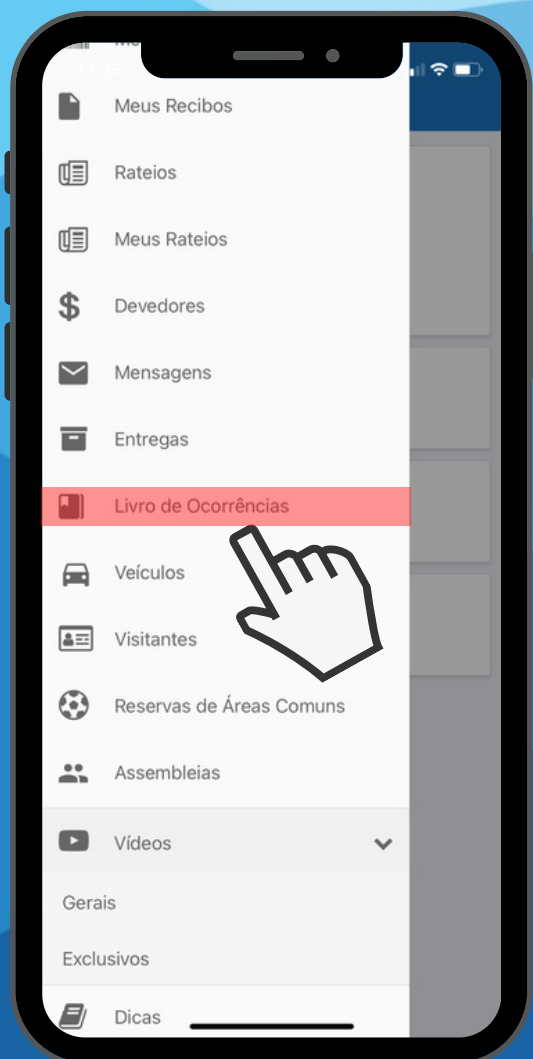 Meus Recibos
Rateios
Meus Rateios
Devedores
Mensagens
Entregas
Livro de Ocorrências
Veículos
Visitantes
Reservas de Áreas Comuns
Assembleias
Vídeos
Gerais
Exclusivos
Dicas